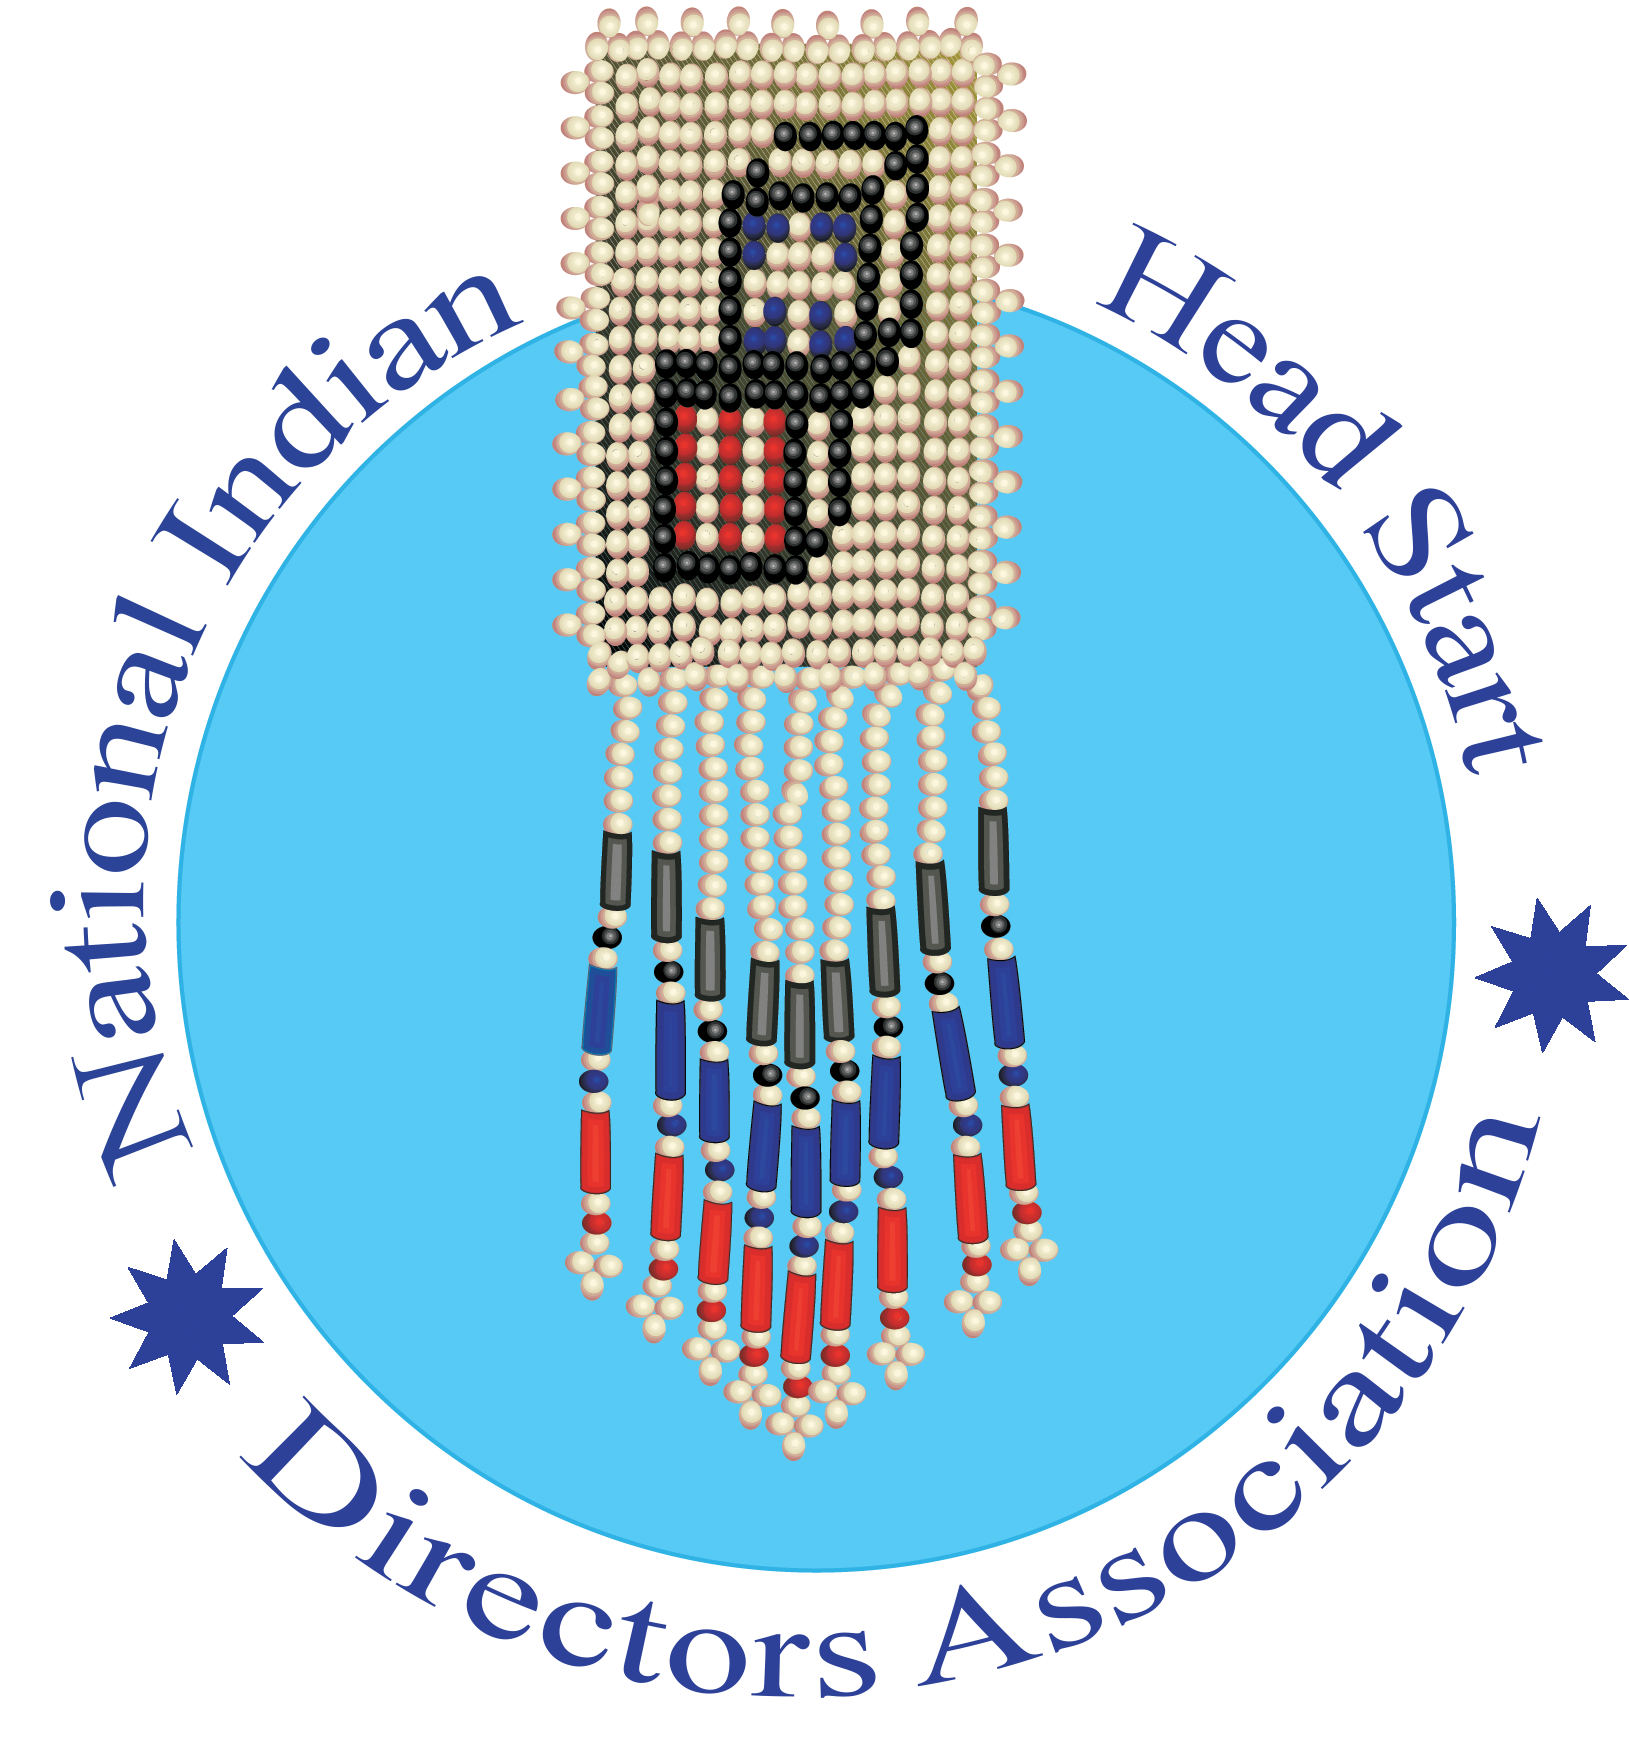 National Indian Head Start
Directors Association